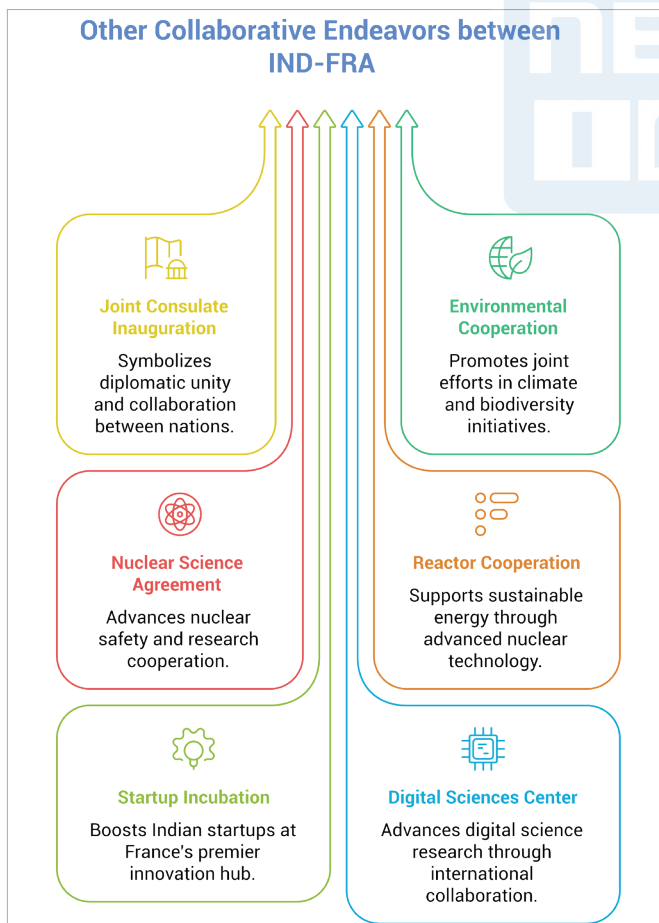 Other Collaborative Endeavors between
IND-FRA
Joint Consulate
Inauguration
Symbolizes
diplomatic unity
and collaboration
between nations.
Environmental
Cooperation
Promotes joint
efforts in climate
and biodiversity
initiatives.
Nuclear Science
Agreement
Advances nuclear
safety and research
cooperation.
Reactor Cooperation
Supports sustainable
energy through
advanced nuclear
technology.
Startup Incubation
Boosts Indian startups at
France's premier
innovation hub.
Digital Sciences Center
Advances digital science
research through
international
collaboration.